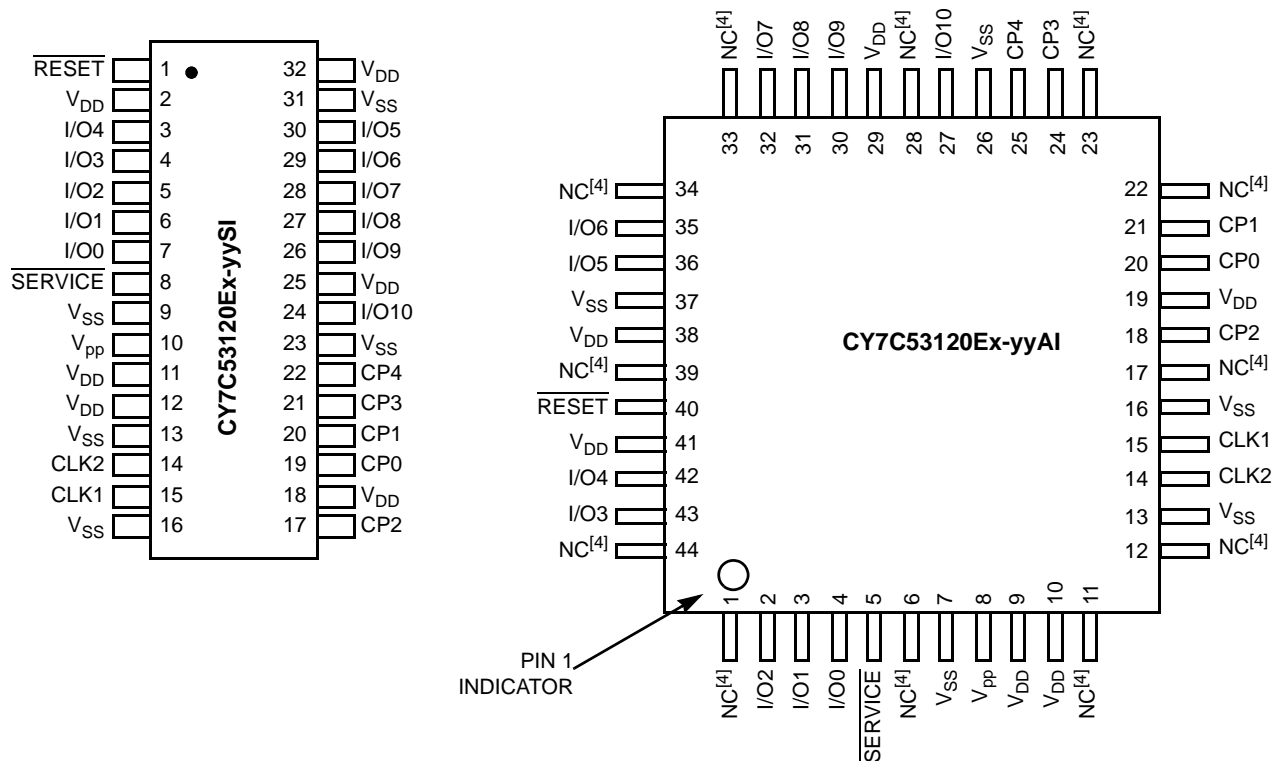 RESET 1 32 VDD
VDD 2 31 VSS
I/O4 3 30 I/O5
I/O3 4 29 I/O6
I/O2 5 28 I/O7
I/O1 6 27 I/O8
I/O0 7 26 I/O9
SERVICE 8 25 VDD
VSS 9 24 I/O10
Vpp 10 23 VSS
VDD 11 22 CP4
VDD 12 21 CP3
VSS 13 20 CP1
CLK2 14 19 CP0
CLK1 15 18 VDD
VSS 16 17 CP2
CY7C53120Ex-yySI
NC[4] I/O7 I/O8 I/O9 VDD NC[4] I/O10 VSS CP4 CP3 NC[4]
33 32 31 30 29 28 27 26 25 24 23
NC[4] 34 22 NC[4]
I/O6 35 21 CP1
I/O5 36 20 CP0
VSS 37 19 VDD
VDD 38 18 CP2
CY7C53120Ex-yyAI
NC[4] 39 17 NC[4]
RESET 40 16 VSS
VDD 41 15 CLK1
I/O4 42 14 CLK2
I/O3 43 13 VSS
NC[4] 44 12 NC[4]
1 2 3 4 5 6 7 8 9 10 11
NC[4] I/O2 I/O1 I/O0 SERVICE NC[4] VSS Vpp VDD VDD NC[4]
PIN 1
INDICATOR